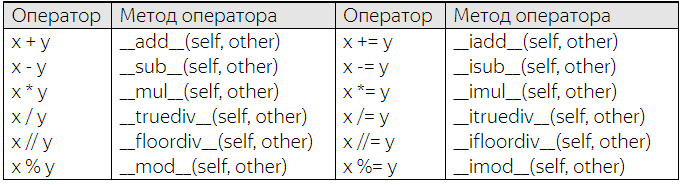 Оператор Метод оператора Оператор Метод оператора
x + y __add__(self, other) x += y __iadd__(self, other)
x - y __sub__(self, other) x -= y __isub__(self, other)
x * y __mul__(self, other) x *= y __imul__(self, other)
x / y __truediv__(self, other) x /= y __itruediv__(self, other)
x // y __floordiv__(self, other) x //= y __ifloordiv__(self, other)
x % y __mod__(self, other) x %= y __imod__(self, other)